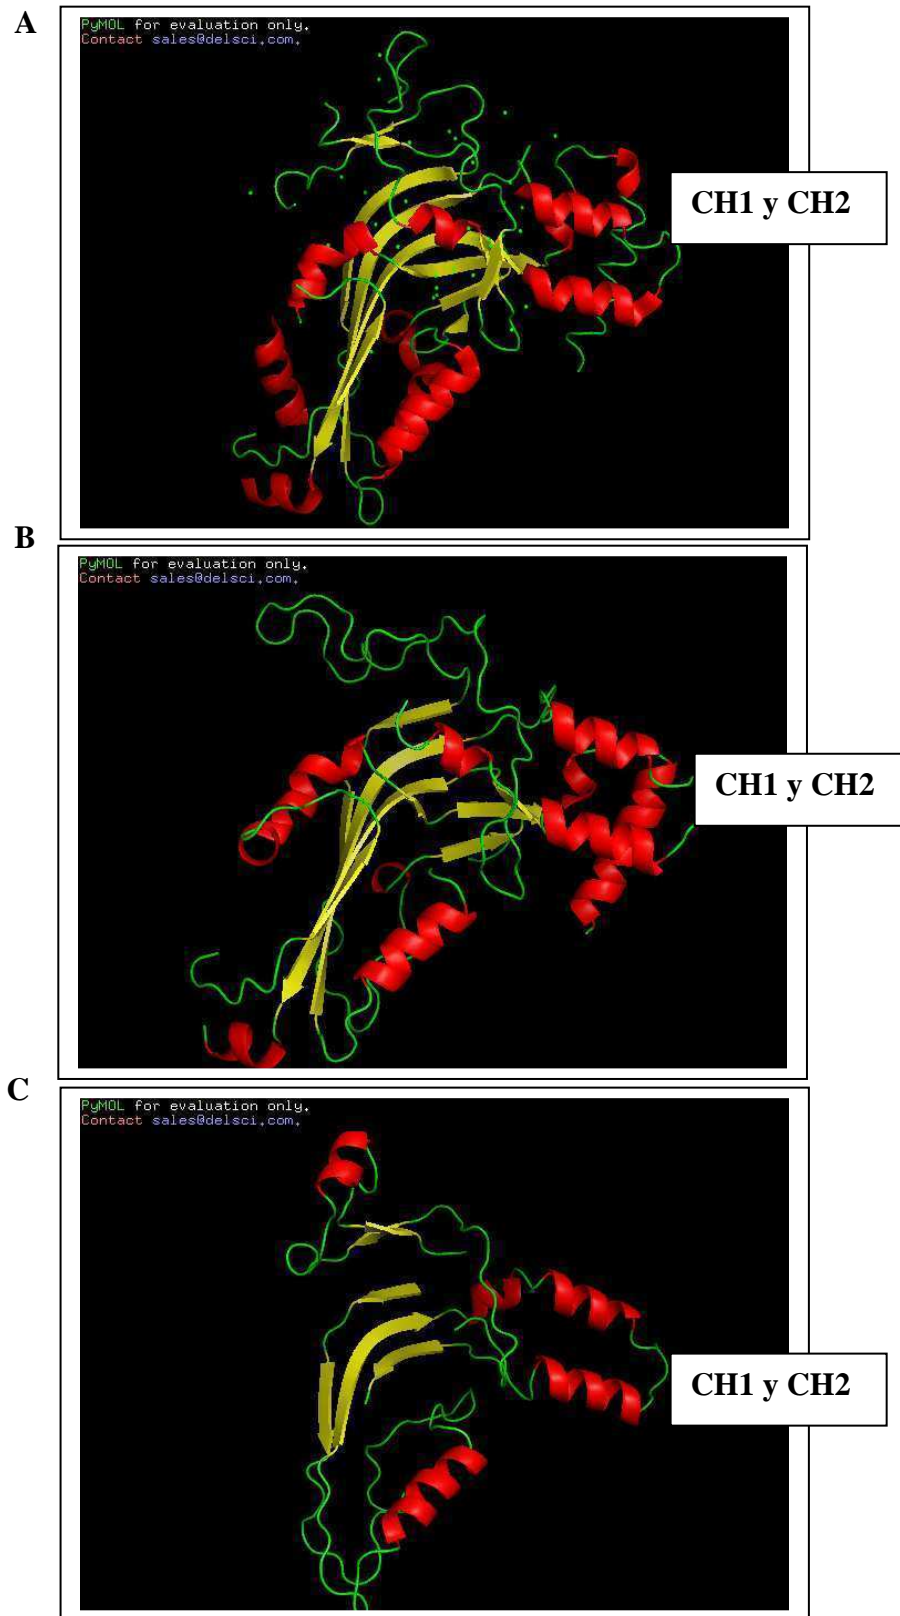 A
PyMOL for evaluation only.
Contact sales@delsci.com.
CH1 y CH2
B
PyMOL for evaluation only.
Contact sales@delsci.com.
CH1 y CH2
C
PyMOL for evaluation only.
Contact sales@delsci.com.
CH1 y CH2